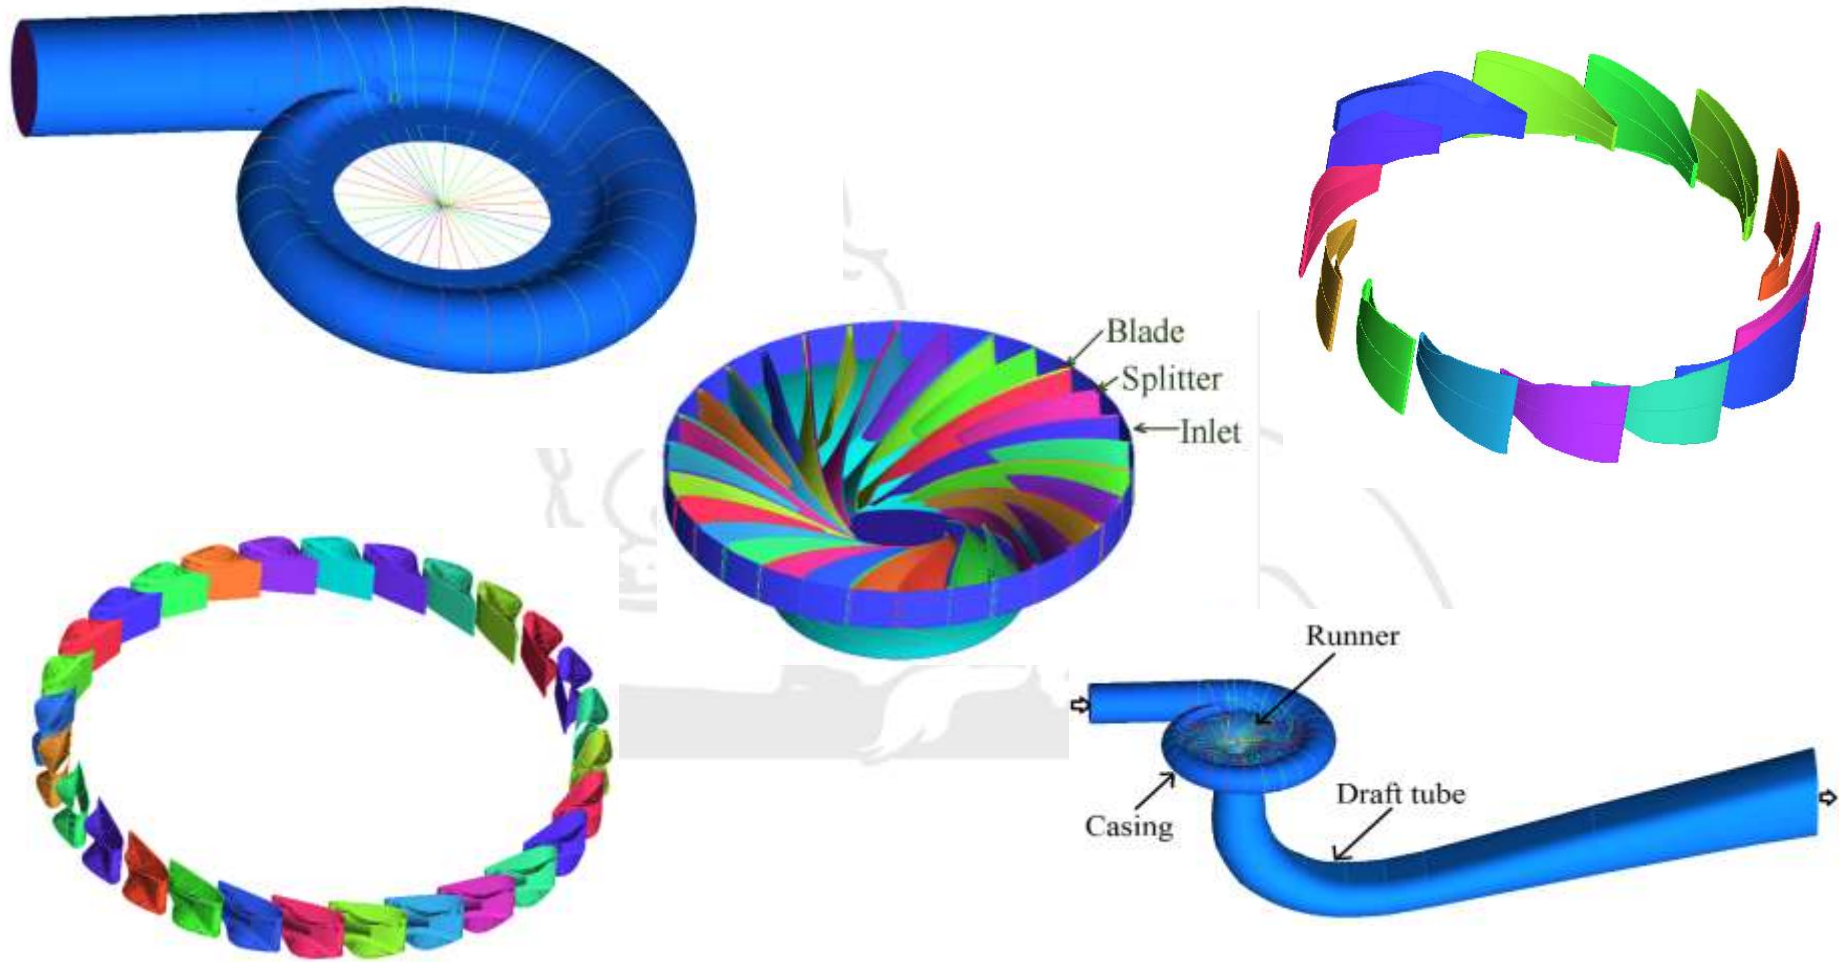 Blade
Splitter
Inlet
Runner
Draft tube
Casing